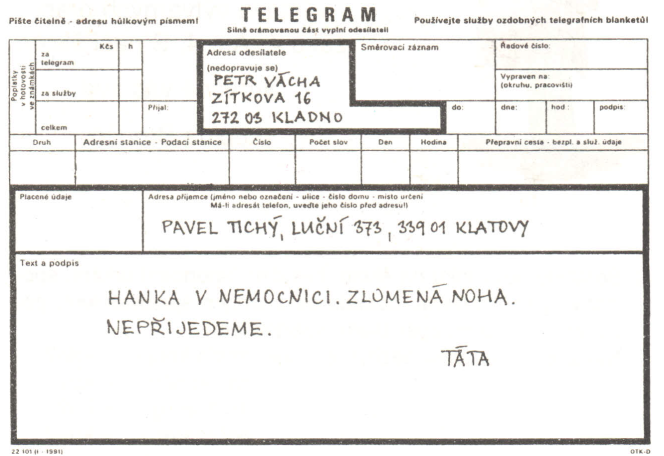 Pište čitelně - adresu hůlkovým písmem!
TELEGRAM
Silně orámovanou část vyplní odesílatel!
Používejte služby ozdobných telegrafních blanketů!
Poplatky v hotovosti ve známkách
Kčs
h
za telegram
za služby
celkem
Přijal:
Adresa odesílatele
(nedopravuje se)
PETR VÁCHA
ZÍTKOVA 16
272 03 KLADNO
Směrovací záznam
Řadové číslo:
Vypraven na:
(okruhu, pracovišti)
do:
dne:
hod.:
podpis:
Druh
Adresní stanice - Podací stanice
Číslo
Počet slov
Den
Hodina
Přepravní cesta - bezpl. a služ. údaje
Placené údaje
Adresa příjemce (jméno nebo označení - ulice - číslo domu - místo určení
Má-li adresát telefon, uveďte jeho číslo před adresu!)
PAVEL TICHÝ, LUČNÍ 373, 339 01 KLATOVY
Text a podpis
HANKA V NEMOCNICI. ZLOMENÁ NOHA.
NEPŘIJEDEME.
TÁTA
22 101 (I - 1991)
OTK-D